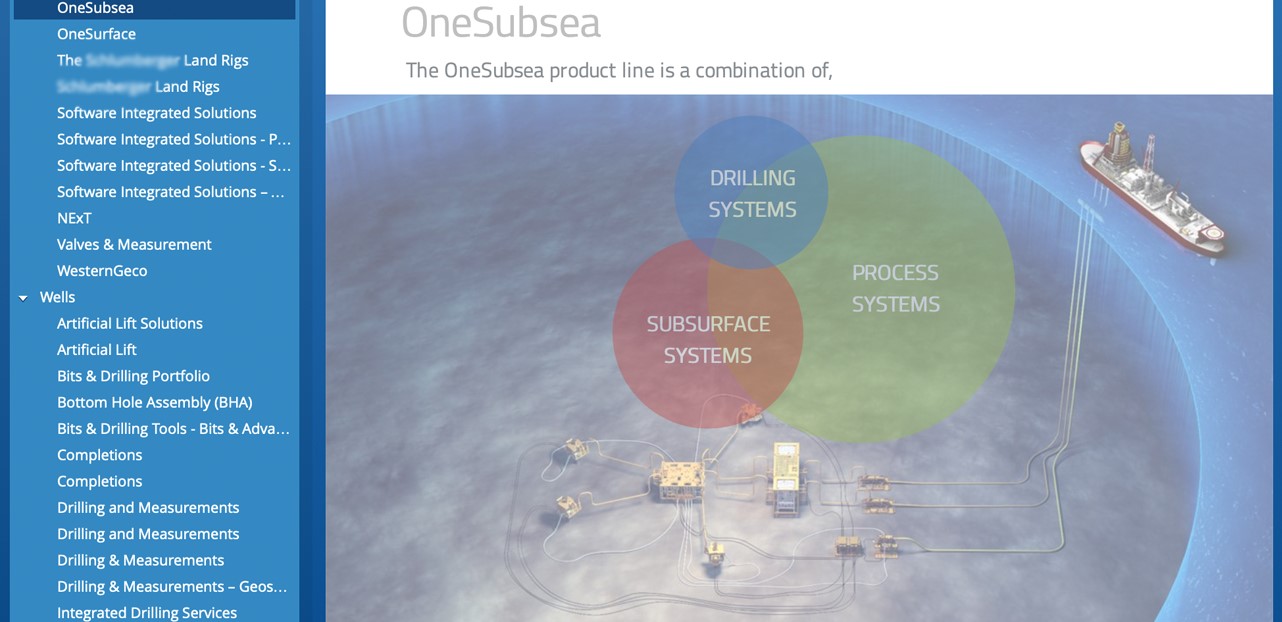 OneSubsea
OneSurface
The Land Rigs
Land Rigs
Software Integrated Solutions
Software Integrated Solutions - P...
Software Integrated Solutions - S...
Software Integrated Solutions – ...
NExT
Valves & Measurement
WesternGeco
Wells
Artificial Lift Solutions
Artificial Lift
Bits & Drilling Portfolio
Bottom Hole Assembly (BHA)
Bits & Drilling Tools - Bits & Adva...
Completions
Completions
Drilling and Measurements
Drilling and Measurements
Drilling & Measurements
Drilling & Measurements – Geos...
Integrated Drilling Services
OneSubsea
The OneSubsea product line is a combination of,
DRILLING
SYSTEMS
PROCESS
SYSTEMS
SUBSURFACE
SYSTEMS